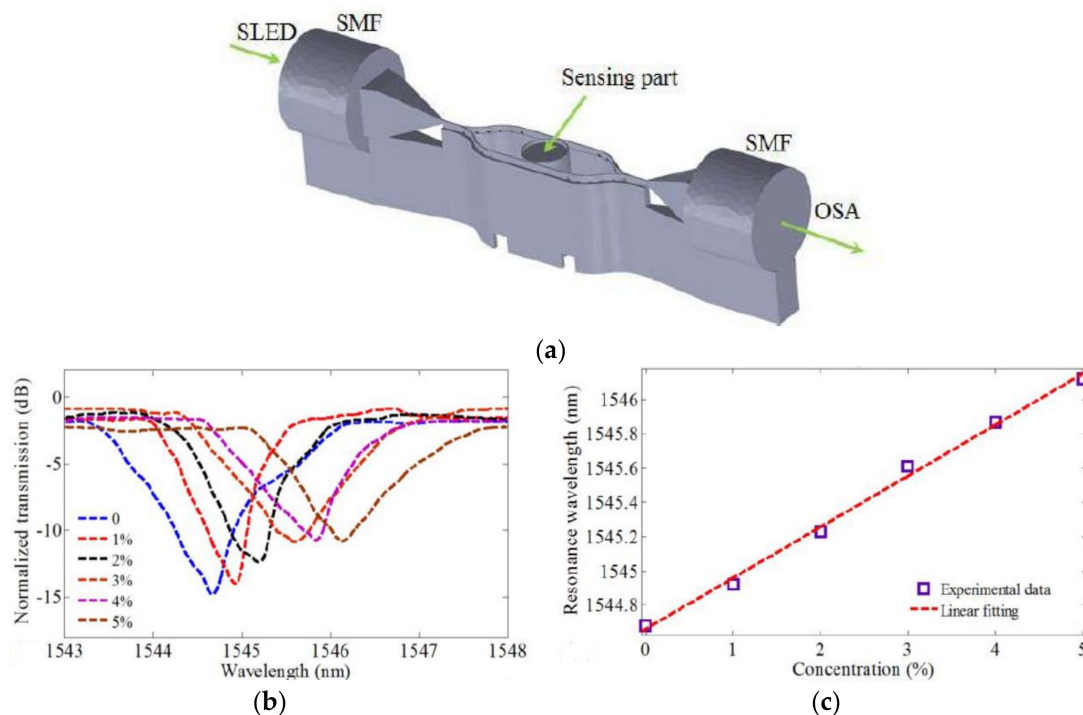 SLED
SMF
Sensing part
SMF
OSA
(a)
Normalized transmission (dB)
0
-5
-10
-15
0
1%
2%
3%
4%
5%
1543
1544
1545
1546
1547
1548
Wavelength (nm)
(b)
Resonance wavelength (nm)
1546
1545.8
1545.6
1545.4
1545.2
1545
1544.8
Experimental data
Linear fitting
0
1
2
3
4
5
Concentration (%)
(c)